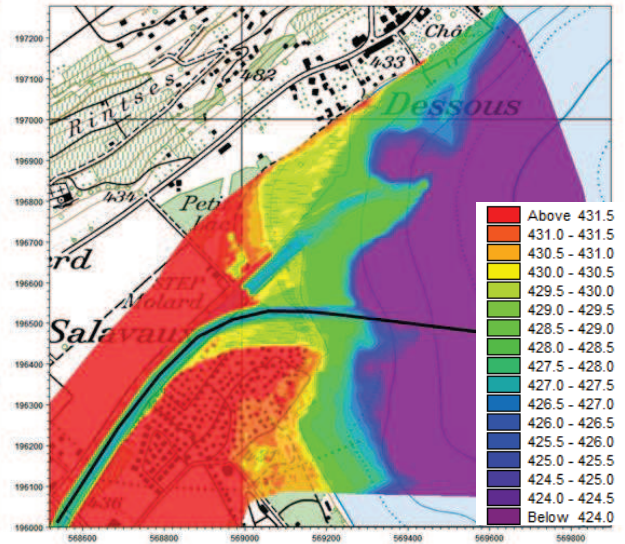 197200
197100
197000
196900
196800
196700
196600
196500
196400
196300
196200
196100
196000
568600
568800
569000
569200
569400
569600
569800
Châ
433
482
Rintses
Dessous
434
Peti
rd
STEP
Molard
Salavaux
436
Above 431.5
431.0 - 431.5
430.5 - 431.0
430.0 - 430.5
429.5 - 430.0
429.0 - 429.5
428.5 - 429.0
428.0 - 428.5
427.5 - 428.0
427.0 - 427.5
426.5 - 427.0
426.0 - 426.5
425.5 - 426.0
425.0 - 425.5
424.5 - 425.0
424.0 - 424.5
Below 424.0